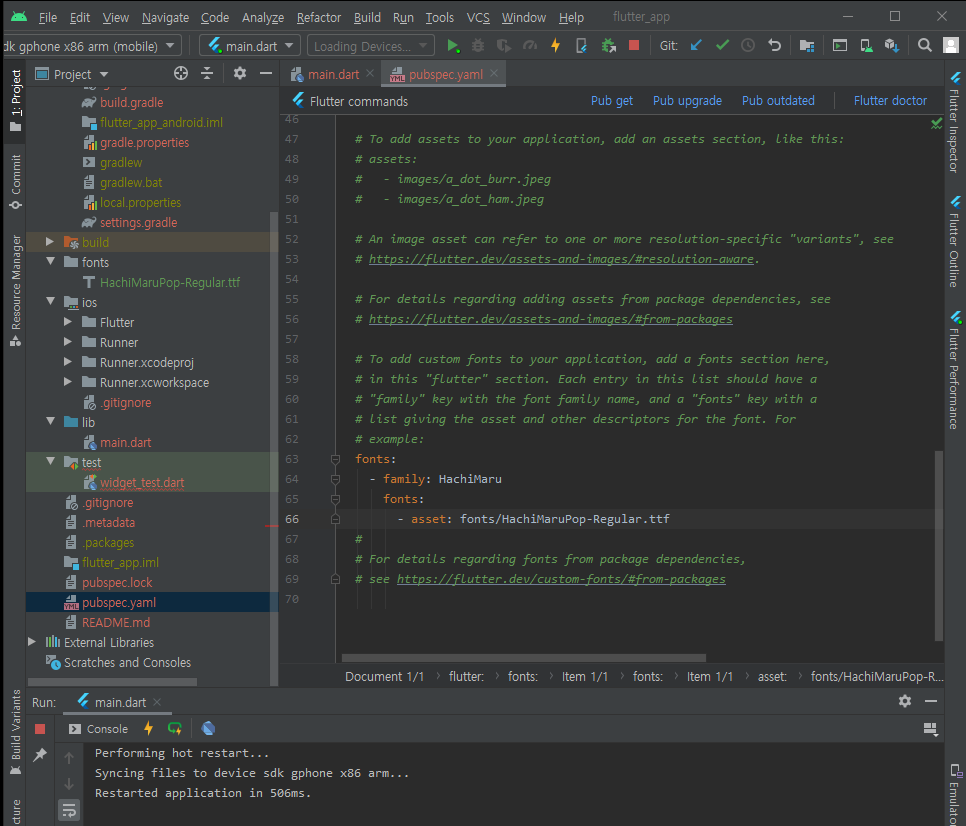 File Edit View Navigate Code Analyze Refactor Build Run Tools VCS Window Help flutter_app
dk gphone x86 arm (mobile) main.dart Loading Devices... Git:
1: Project
Commit
Resource Manager
Build Variants
cture
Project
build.gradle
flutter_app_android.iml
gradle.properties
gradlew
gradlew.bat
local.properties
settings.gradle
build
fonts
HachiMaruPop-Regular.ttf
ios
Flutter
Runner
Runner.xcodeproj
Runner.xcworkspace
.gitignore
lib
main.dart
test
widget_test.dart
.gitignore
.metadata
.packages
flutter_app.iml
pubspec.lock
pubspec.yaml
README.md
External Libraries
Scratches and Consoles
main.dart pubspec.yaml
Flutter commands Pub get Pub upgrade Pub outdated Flutter doctor
46
47 # To add assets to your application, add an assets section, like this:
48 # assets:
49 #   - images/a_dot_burr.jpeg
50 #   - images/a_dot_ham.jpeg
51
52 # An image asset can refer to one or more resolution-specific "variants", see
53 # https://flutter.dev/assets-and-images/#resolution-aware.
54
55 # For details regarding adding assets from package dependencies, see
56 # https://flutter.dev/assets-and-images/#from-packages
57
58 # To add custom fonts to your application, add a fonts section here,
59 # in this "flutter" section. Each entry in this list should have a
60 # "family" key with the font family name, and a "fonts" key with a
61 # list giving the asset and other descriptors for the font. For
62 # example:
63 fonts:
64   - family: HachiMaru
65     fonts:
66       - asset: fonts/HachiMaruPop-Regular.ttf
67 #
68 # For details regarding fonts from package dependencies,
69 # see https://flutter.dev/custom-fonts/#from-packages
70
Document 1/1 › flutter: › fonts: › Item 1/1 › fonts: › Item 1/1 › asset: › fonts/HachiMaruPop-R...
Flutter Inspector
Flutter Outline
Flutter Performance
Emulator
Run: main.dart
Console
Performing hot restart...
Syncing files to device sdk gphone x86 arm...
Restarted application in 506ms.